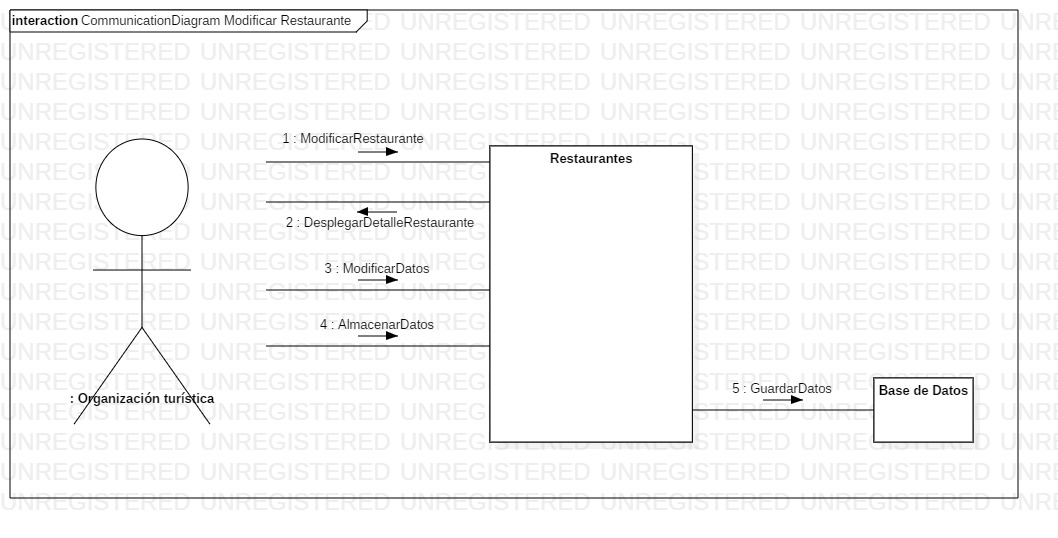 interaction CommunicationDiagram Modificar Restaurante
1 : ModificarRestaurante
Restaurantes
2 : DesplegarDetalleRestaurante
3 : ModificarDatos
4 : AlmacenarDatos
5 : GuardarDatos
Base de Datos
: Organización turística
UNREGISTERED